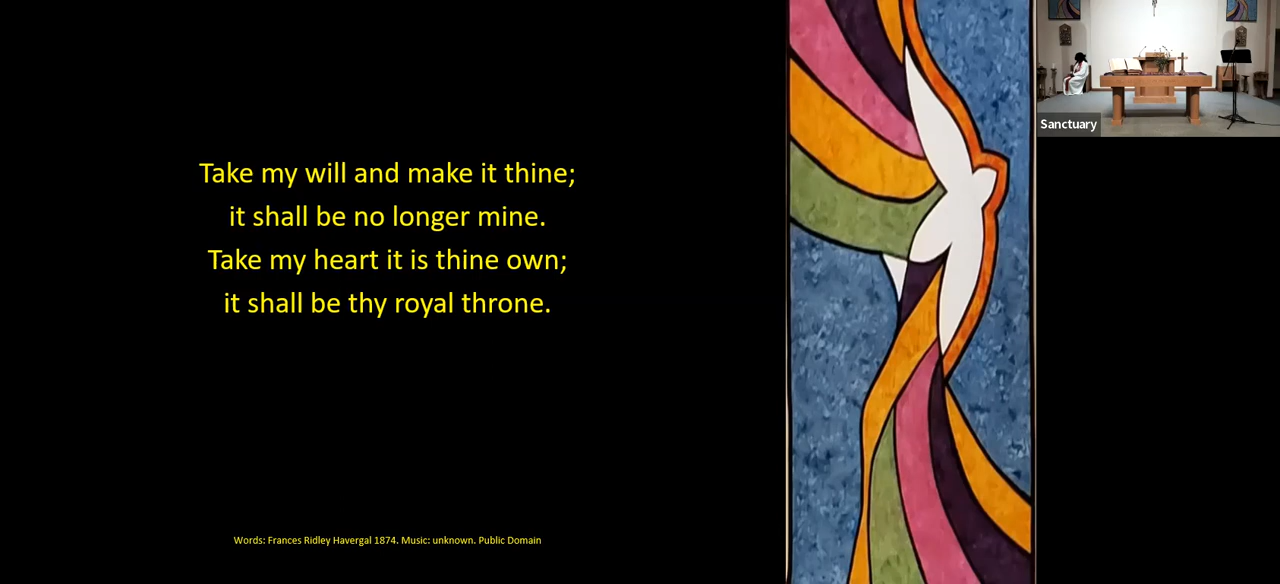 Take my will and make it thine;
it shall be no longer mine.
Take my heart it is thine own;
it shall be thy royal throne.
Words: Frances Ridley Havergal 1874. Music: unknown. Public Domain
Sanctuary